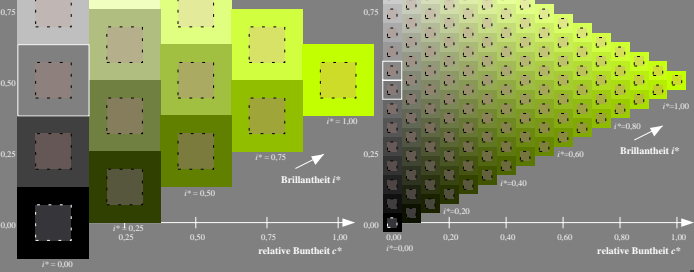 0,75
0,50
0,25
0,00
i* = 1,00
i* = 0,75
Brillantheit i*
i* = 0,50
i* = 0,25
0,25
0,50
0,75
1,00
relative Buntheit c*
i* = 0,00
0,75
0,50
0,25
0,00
i*=1,00
i*=0,80
Brillantheit i*
i*=0,60
i*=0,40
i*=0,20
0,00
0,20
0,40
0,60
0,80
1,00
i*=0,00
relative Buntheit c*